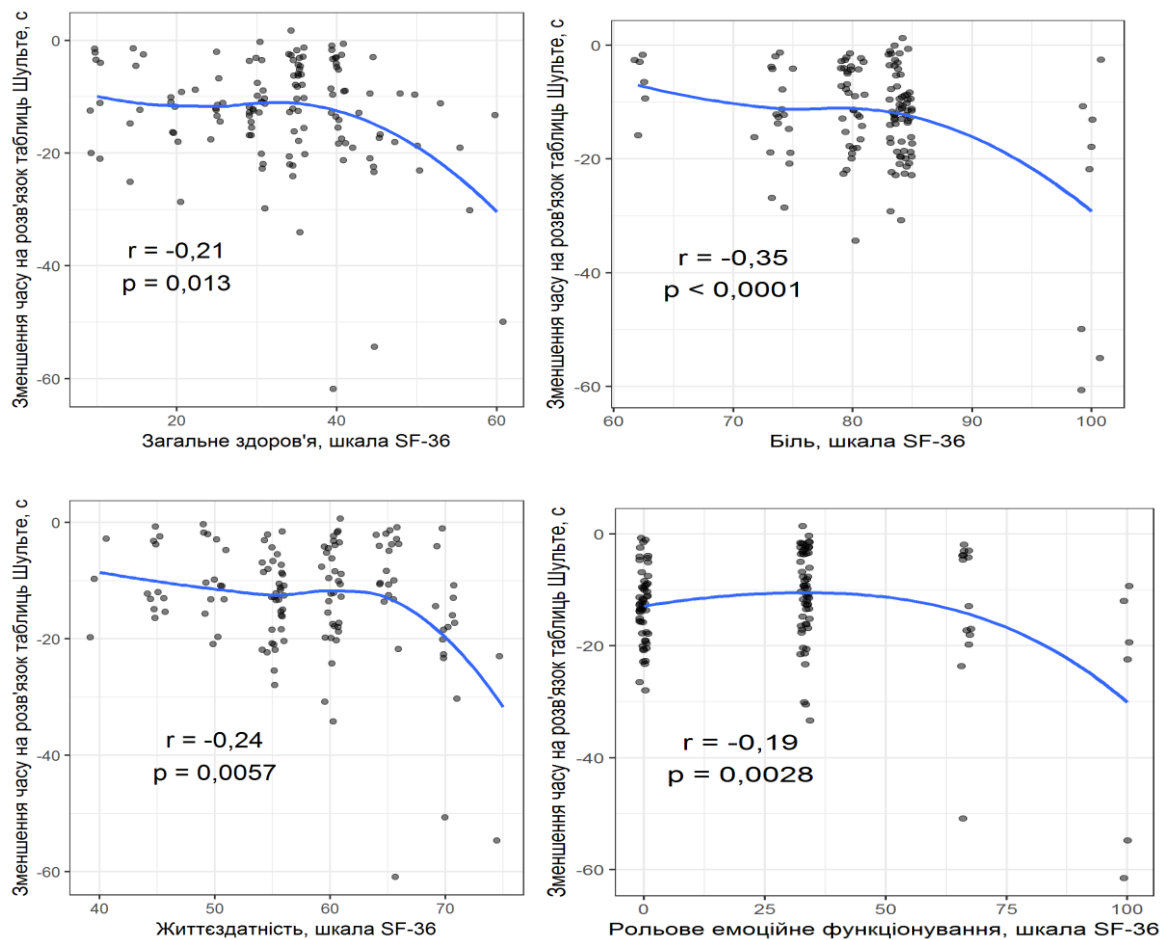 Зменшення часу на розв'язок таблиць Шульте, с
0
-20
-40
-60
r = -0,21
p = 0,013
20
40
60
Загальне здоров'я, шкала SF-36
Зменшення часу на розв'язок таблиць Шульте, с
0
-20
-40
-60
r = -0,35
p < 0,0001
60
70
80
90
100
Біль, шкала SF-36
Зменшення часу на розв'язок таблиць Шульте, с
0
-20
-40
-60
r = -0,24
p = 0,0057
40
50
60
70
Життєздатність, шкала SF-36
Зменшення часу на розв'язок таблиць Шульте, с
0
-20
-40
-60
r = -0,19
p = 0,0028
0
25
50
75
100
Рольове емоційне функціонування, шкала SF-36